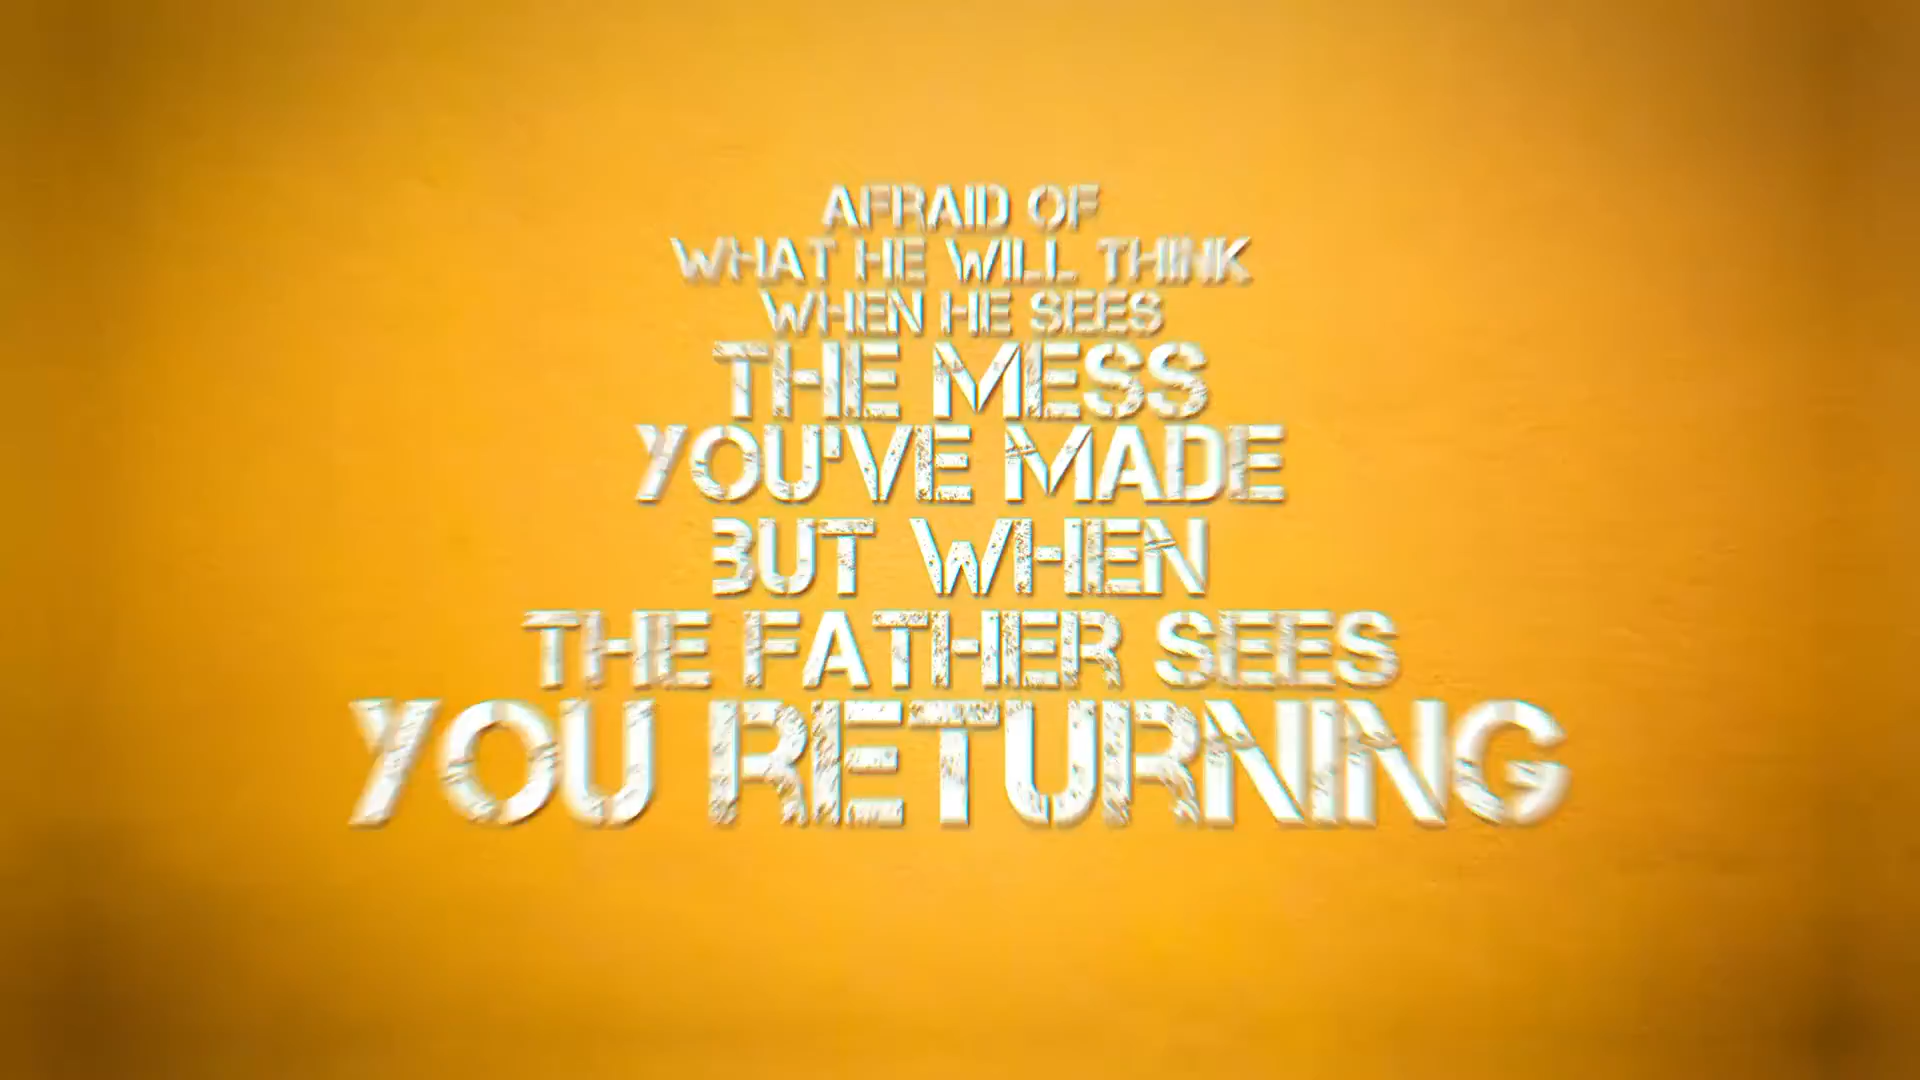 AFRAID OF
WHAT HE WILL THINK
WHEN HE SEES
THE MESS
YOU'VE MADE
BUT WHEN
THE FATHER SEES
YOU RETURNING